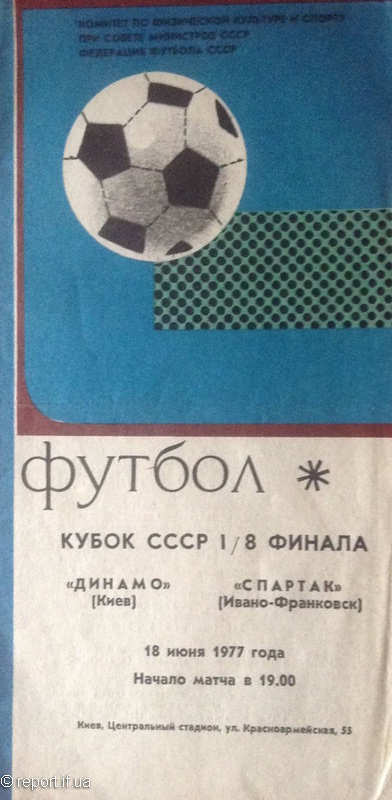 КОМИТЕТ ПО ФИЗИЧЕСКОЙ КУЛЬТУРЕ И СПОРТУ
ПРИ СОВЕТЕ МИНИСТРОВ СССР
ФЕДЕРАЦИЯ ФУТБОЛА СССР
футбол *
КУБОК СССР 1/8 ФИНАЛА
«ДИНАМО» «СПАРТАК»
(Киев) (Ивано-Франковск)
18 июня 1977 года
Начало матча в 19.00
Киев, Центральный стадион, ул. Красноармейская, 55
© report.if.ua